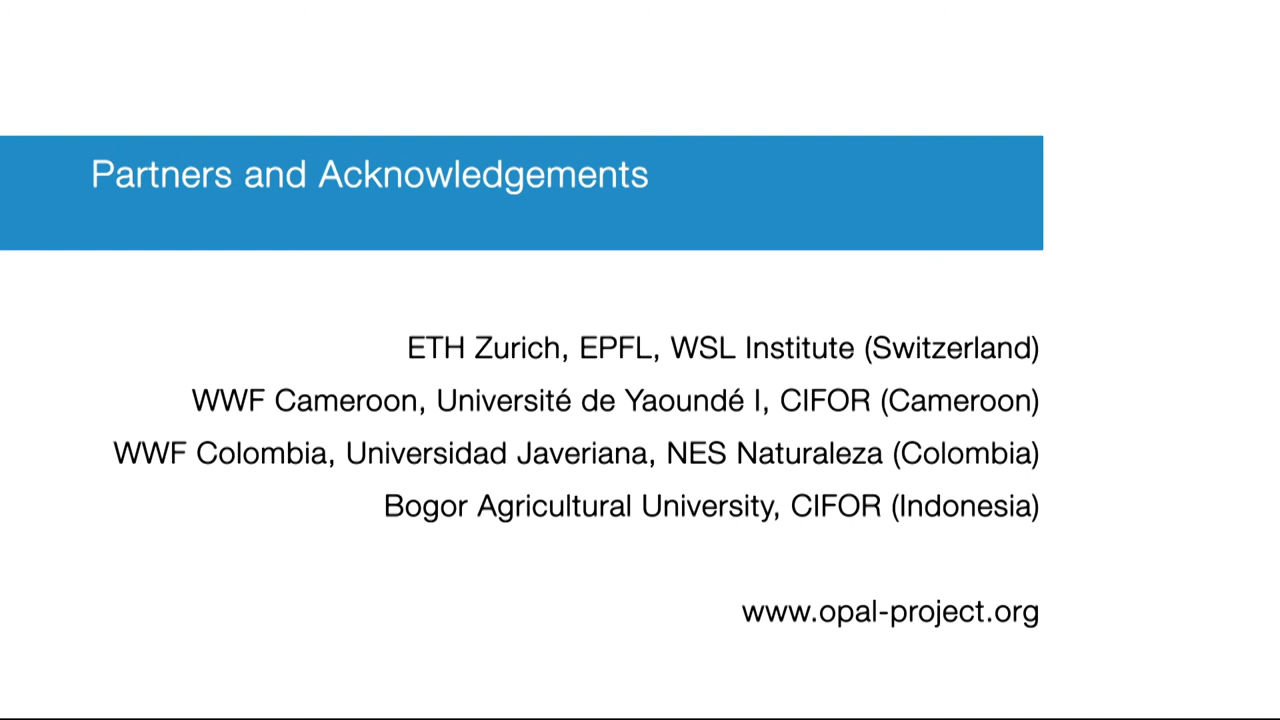 Partners and Acknowledgements
ETH Zurich, EPFL, WSL Institute (Switzerland)
WWF Cameroon, Université de Yaoundé I, CIFOR (Cameroon)
WWF Colombia, Universidad Javeriana, NES Naturaleza (Colombia)
Bogor Agricultural University, CIFOR (Indonesia)
www.opal-project.org